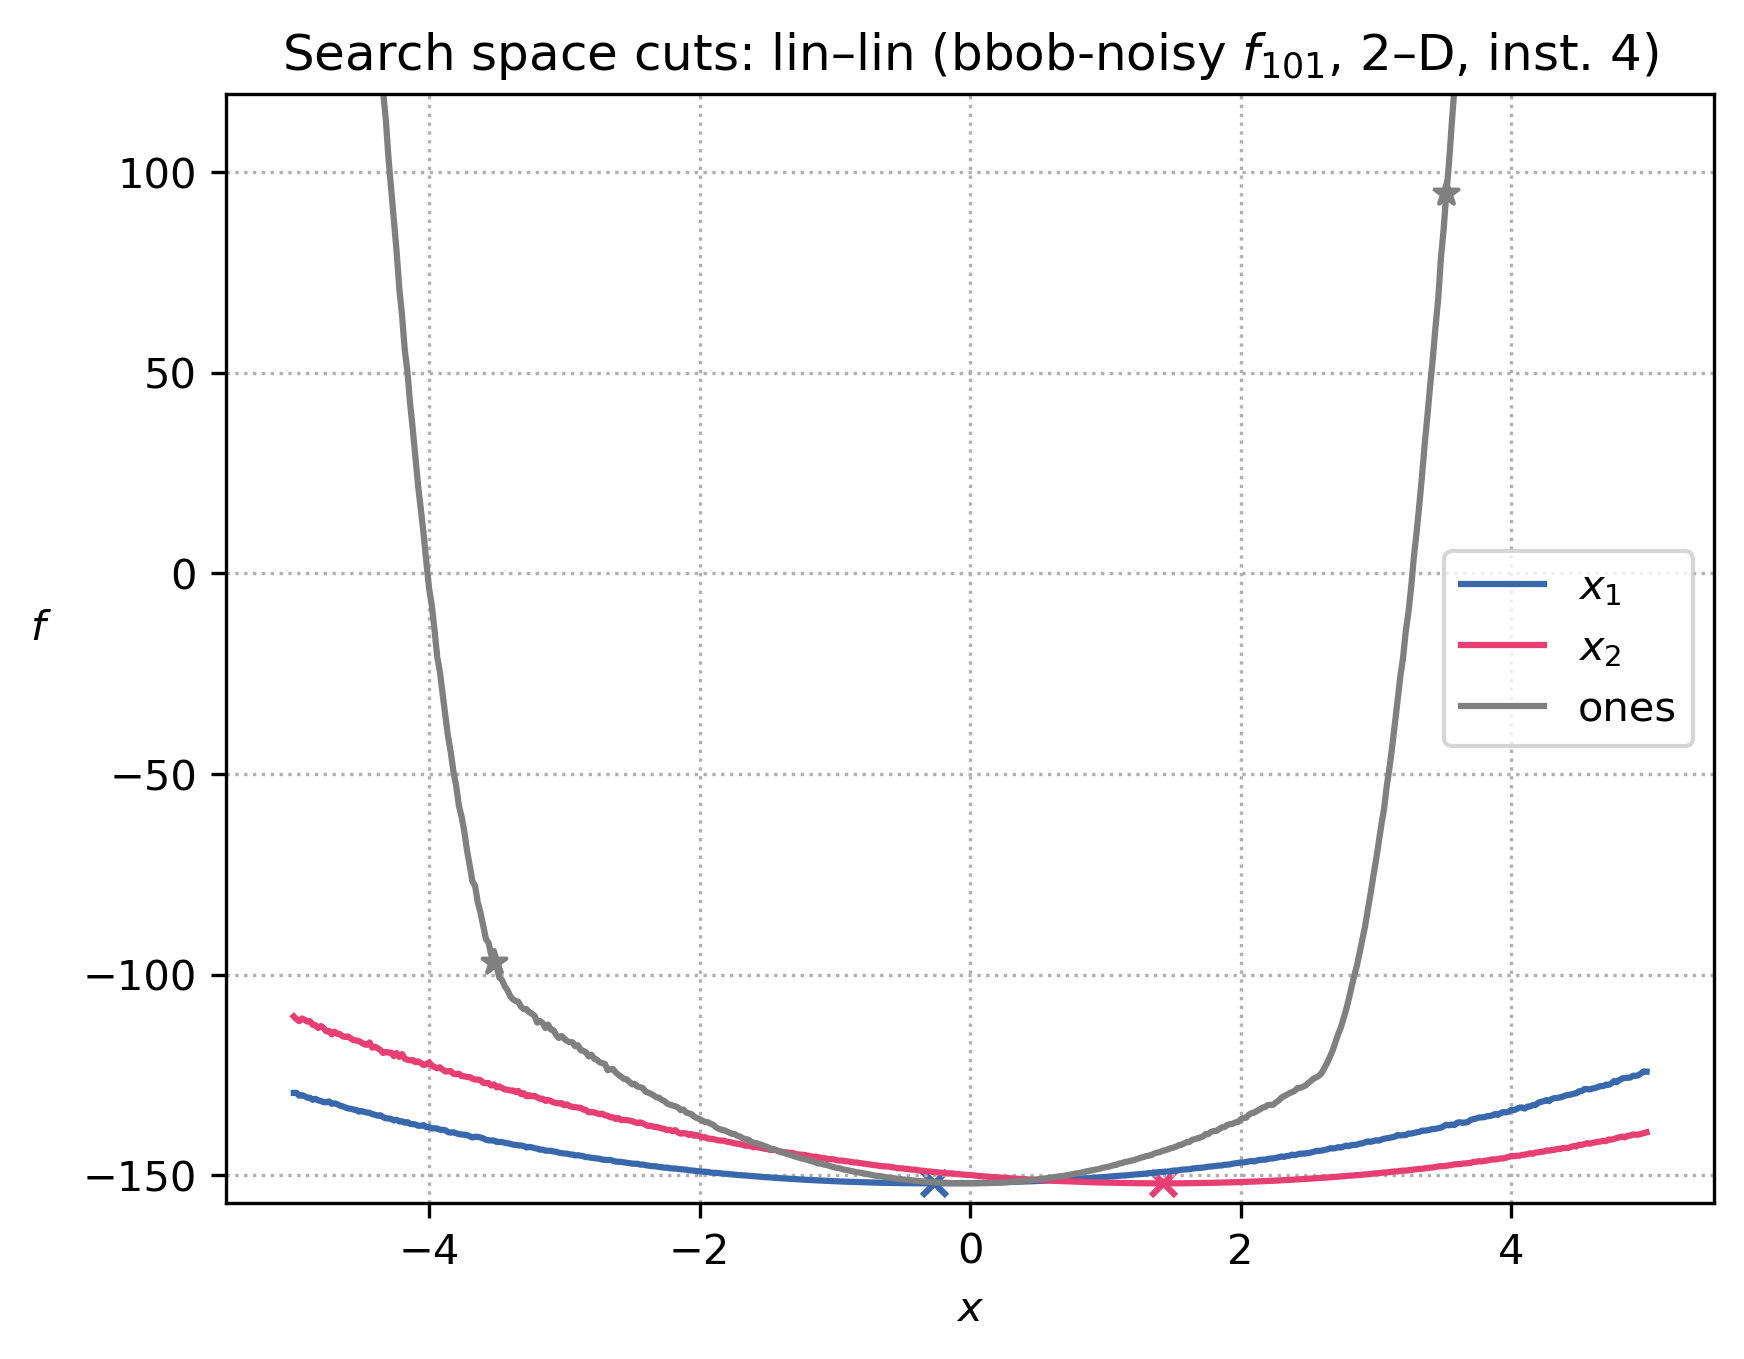 Search space cuts: lin–lin (bbob-noisy f₁₀₁, 2–D, inst. 4)
100
50
0
−50
−100
−150
f
x₁
x₂
ones
−4 −2 0 2 4
x